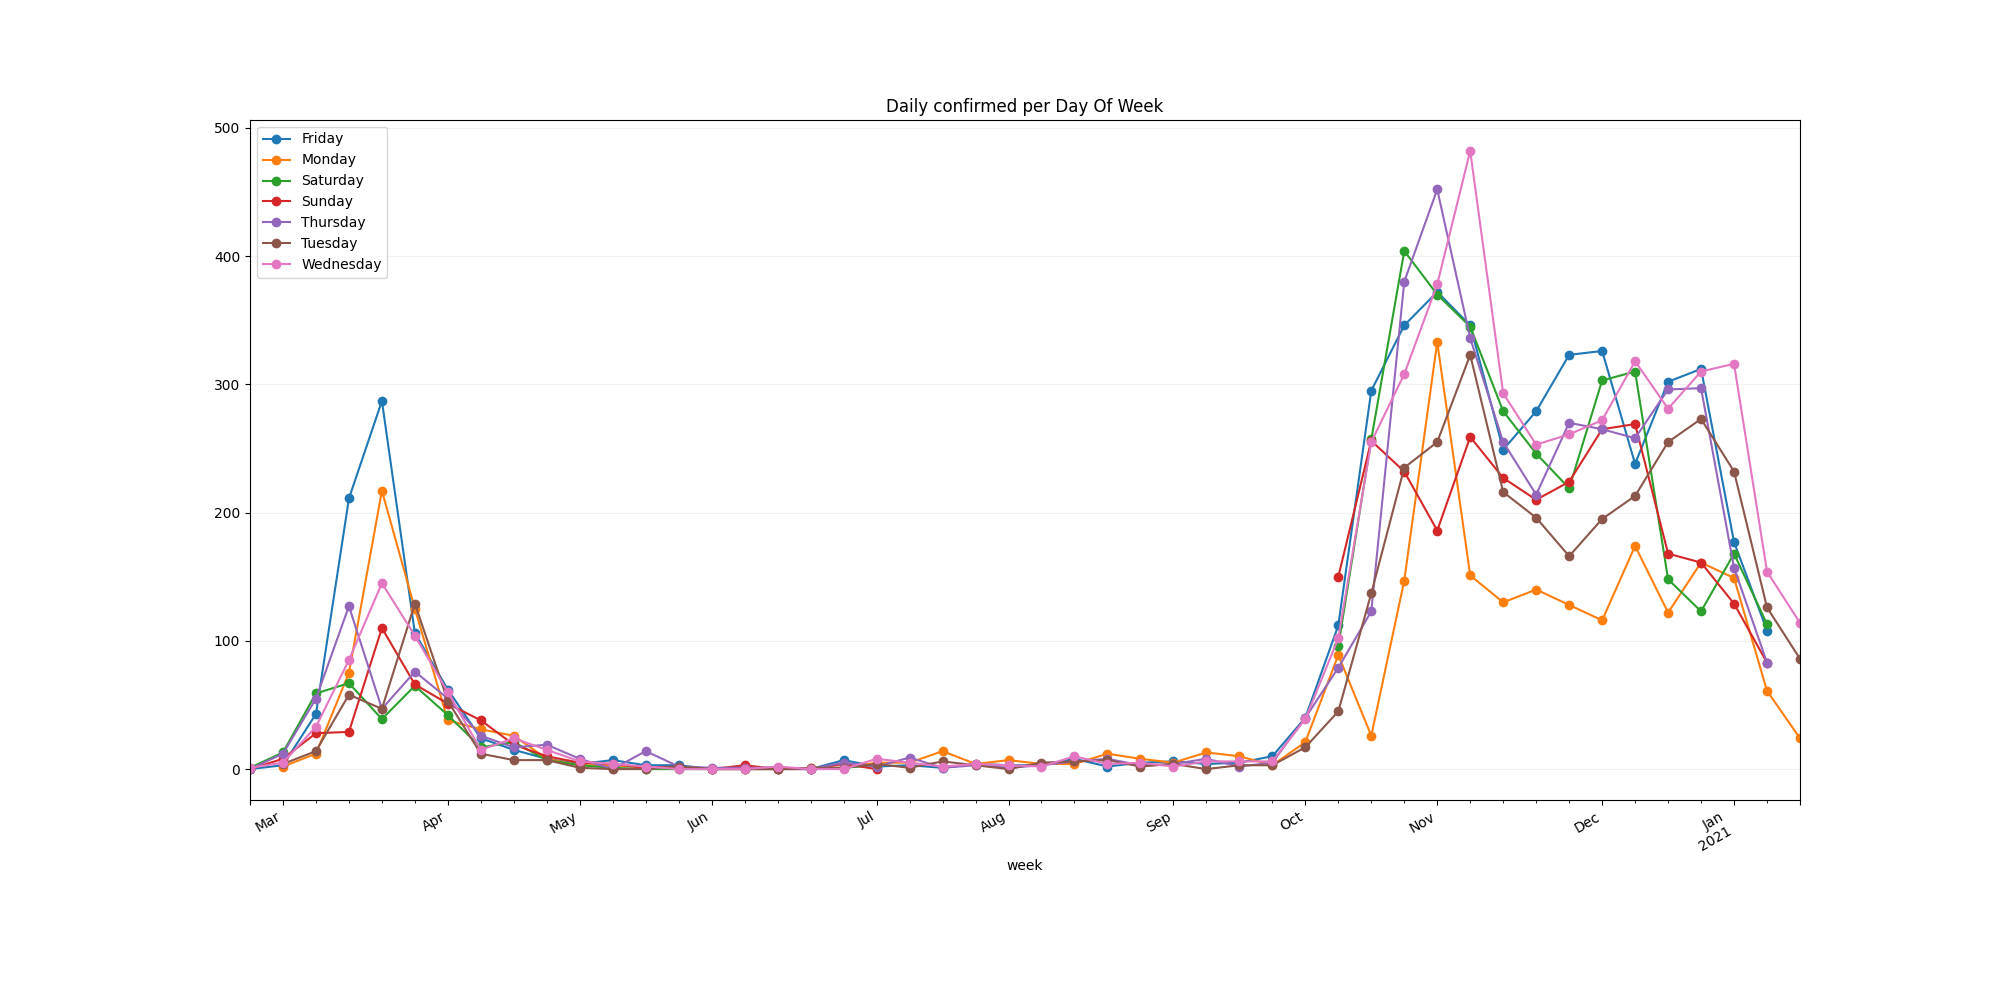 Daily confirmed per Day Of Week
500
400
300
200
100
0
Friday
Monday
Saturday
Sunday
Thursday
Tuesday
Wednesday
Mar
Apr
May
Jun
Jul
Aug
Sep
Oct
Nov
Dec
Jan
2021
week